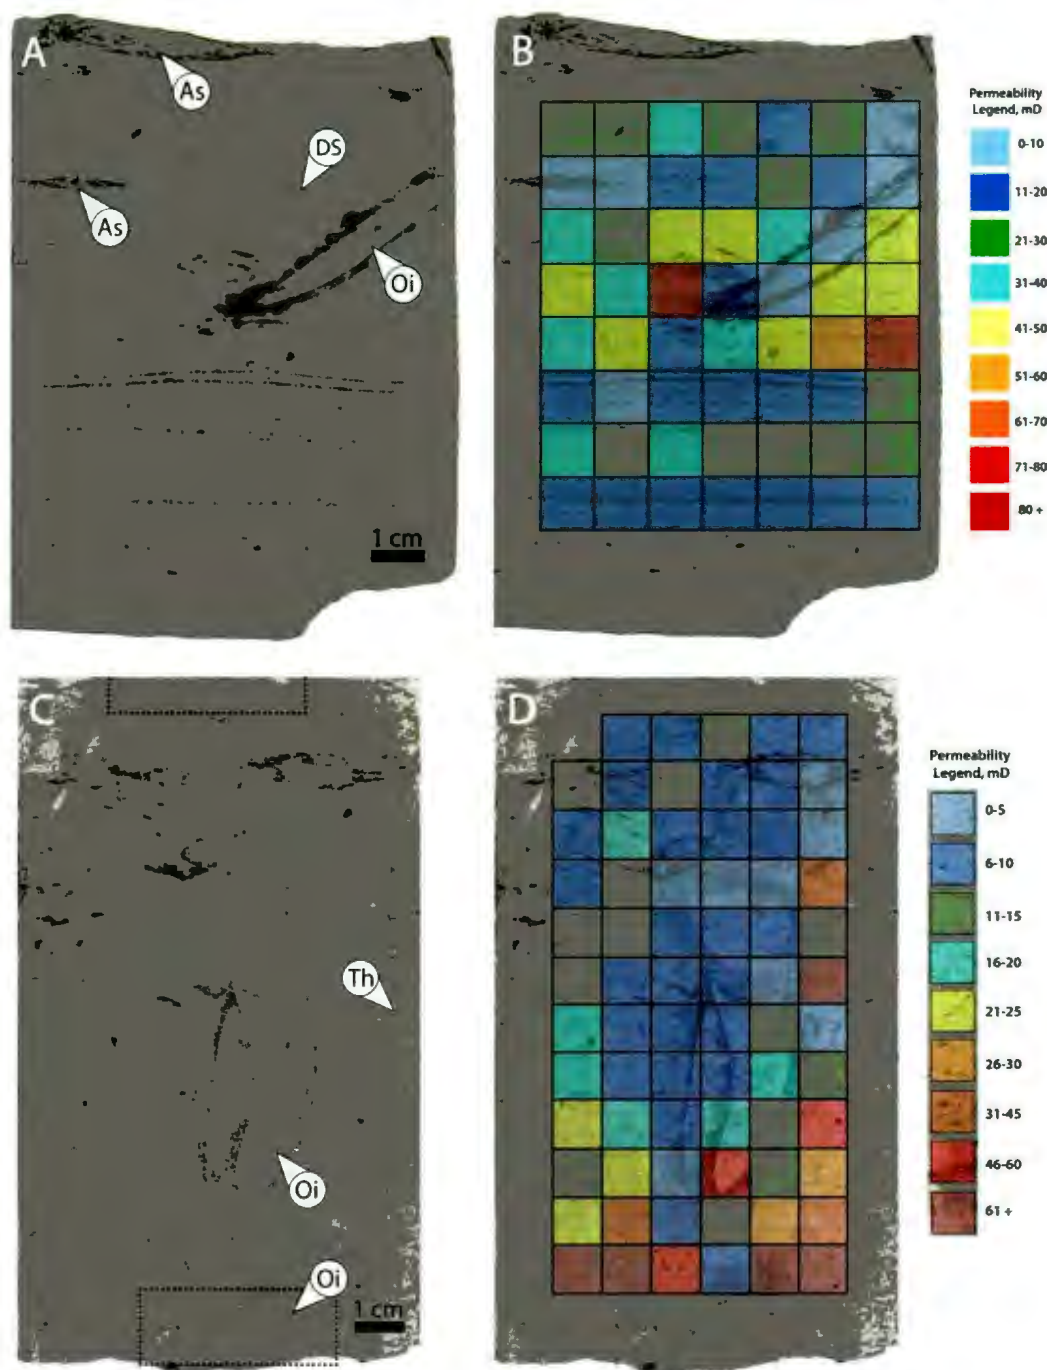 A
As
DS
As
Oi
1 cm
B
Permeability
Legend, mD
0-10
11-20
21-30
31-40
41-50
51-60
61-70
71-80
80 +
C
Th
Oi
Oi
1 cm
D
Permeability
Legend, mD
0-5
6-10
11-15
16-20
21-25
26-30
31-45
46-60
61 +